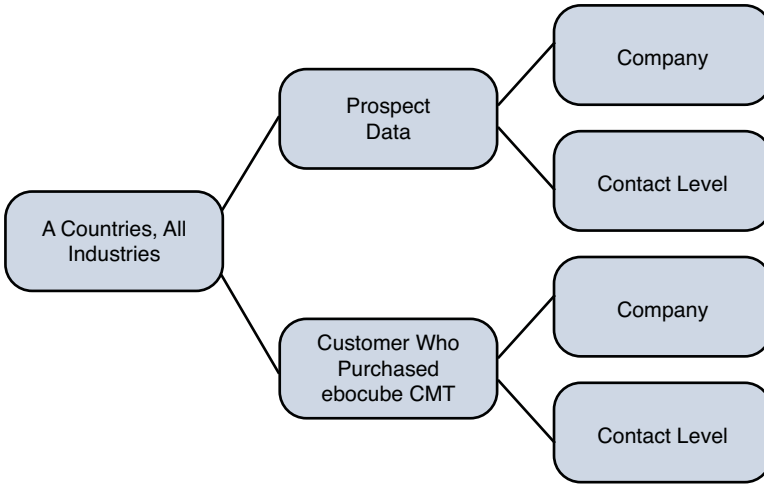 A Countries, All
Industries
Prospect
Data
Company
Contact Level
Customer Who
Purchased
ebocube CMT
Company
Contact Level